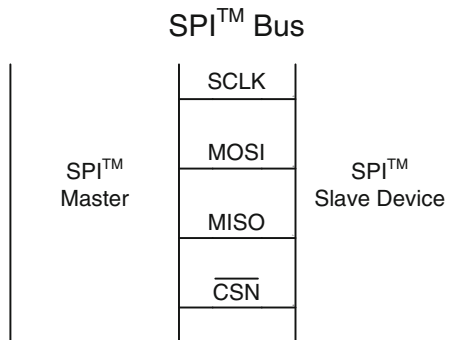 SPI™ Bus
SCLK
MOSI
SPI™
Master
SPI™
Slave Device
MISO
CSN